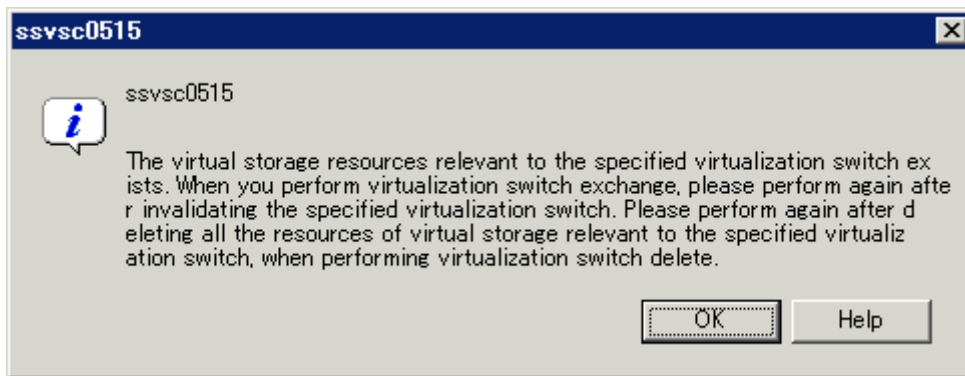 ssvsc0515
ssvsc0515
The virtual storage resources relevant to the specified virtualization switch ex
ists. When you perform virtualization switch exchange, please perform again afte
r invalidating the specified virtualization switch. Please perform again after d
eleting all the resources of virtual storage relevant to the specified virtualiz
ation switch, when performing virtualization switch delete.
OK Help